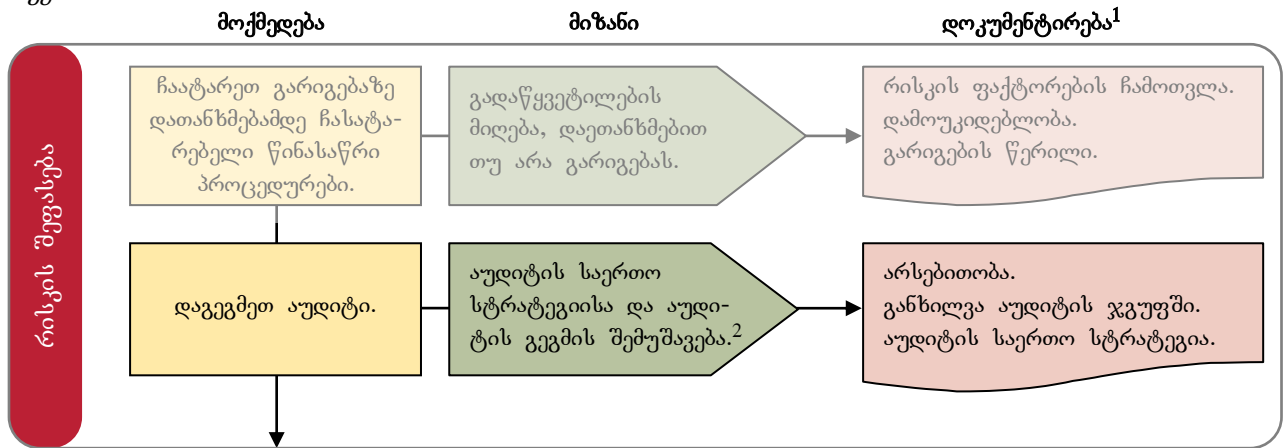 მოქმედება მიზანი დოკუმენტირება¹
რისკის შეფასება
ჩაატარეთ გარიგებაზე
დათანხმებამდე ჩასატა-
რებელი წინასაწრი
პროცედურები.
გადაწყვეტილების
მიღება, დაეთანხმებით
თუ არა გარიგებას.
რისკის ფაქტორების ჩამოთვლა.
დამოუკიდებლობა.
გარიგების წერილი.
დაგეგმეთ აუდიტი.
აუდიტის საერთო
სტრატეგიისა და აუდი-
ტის გეგმის შემუშავება.²
არსებითობა.
განხილვა აუდიტის ჯგუფში.
აუდიტის საერთო სტრატეგია.